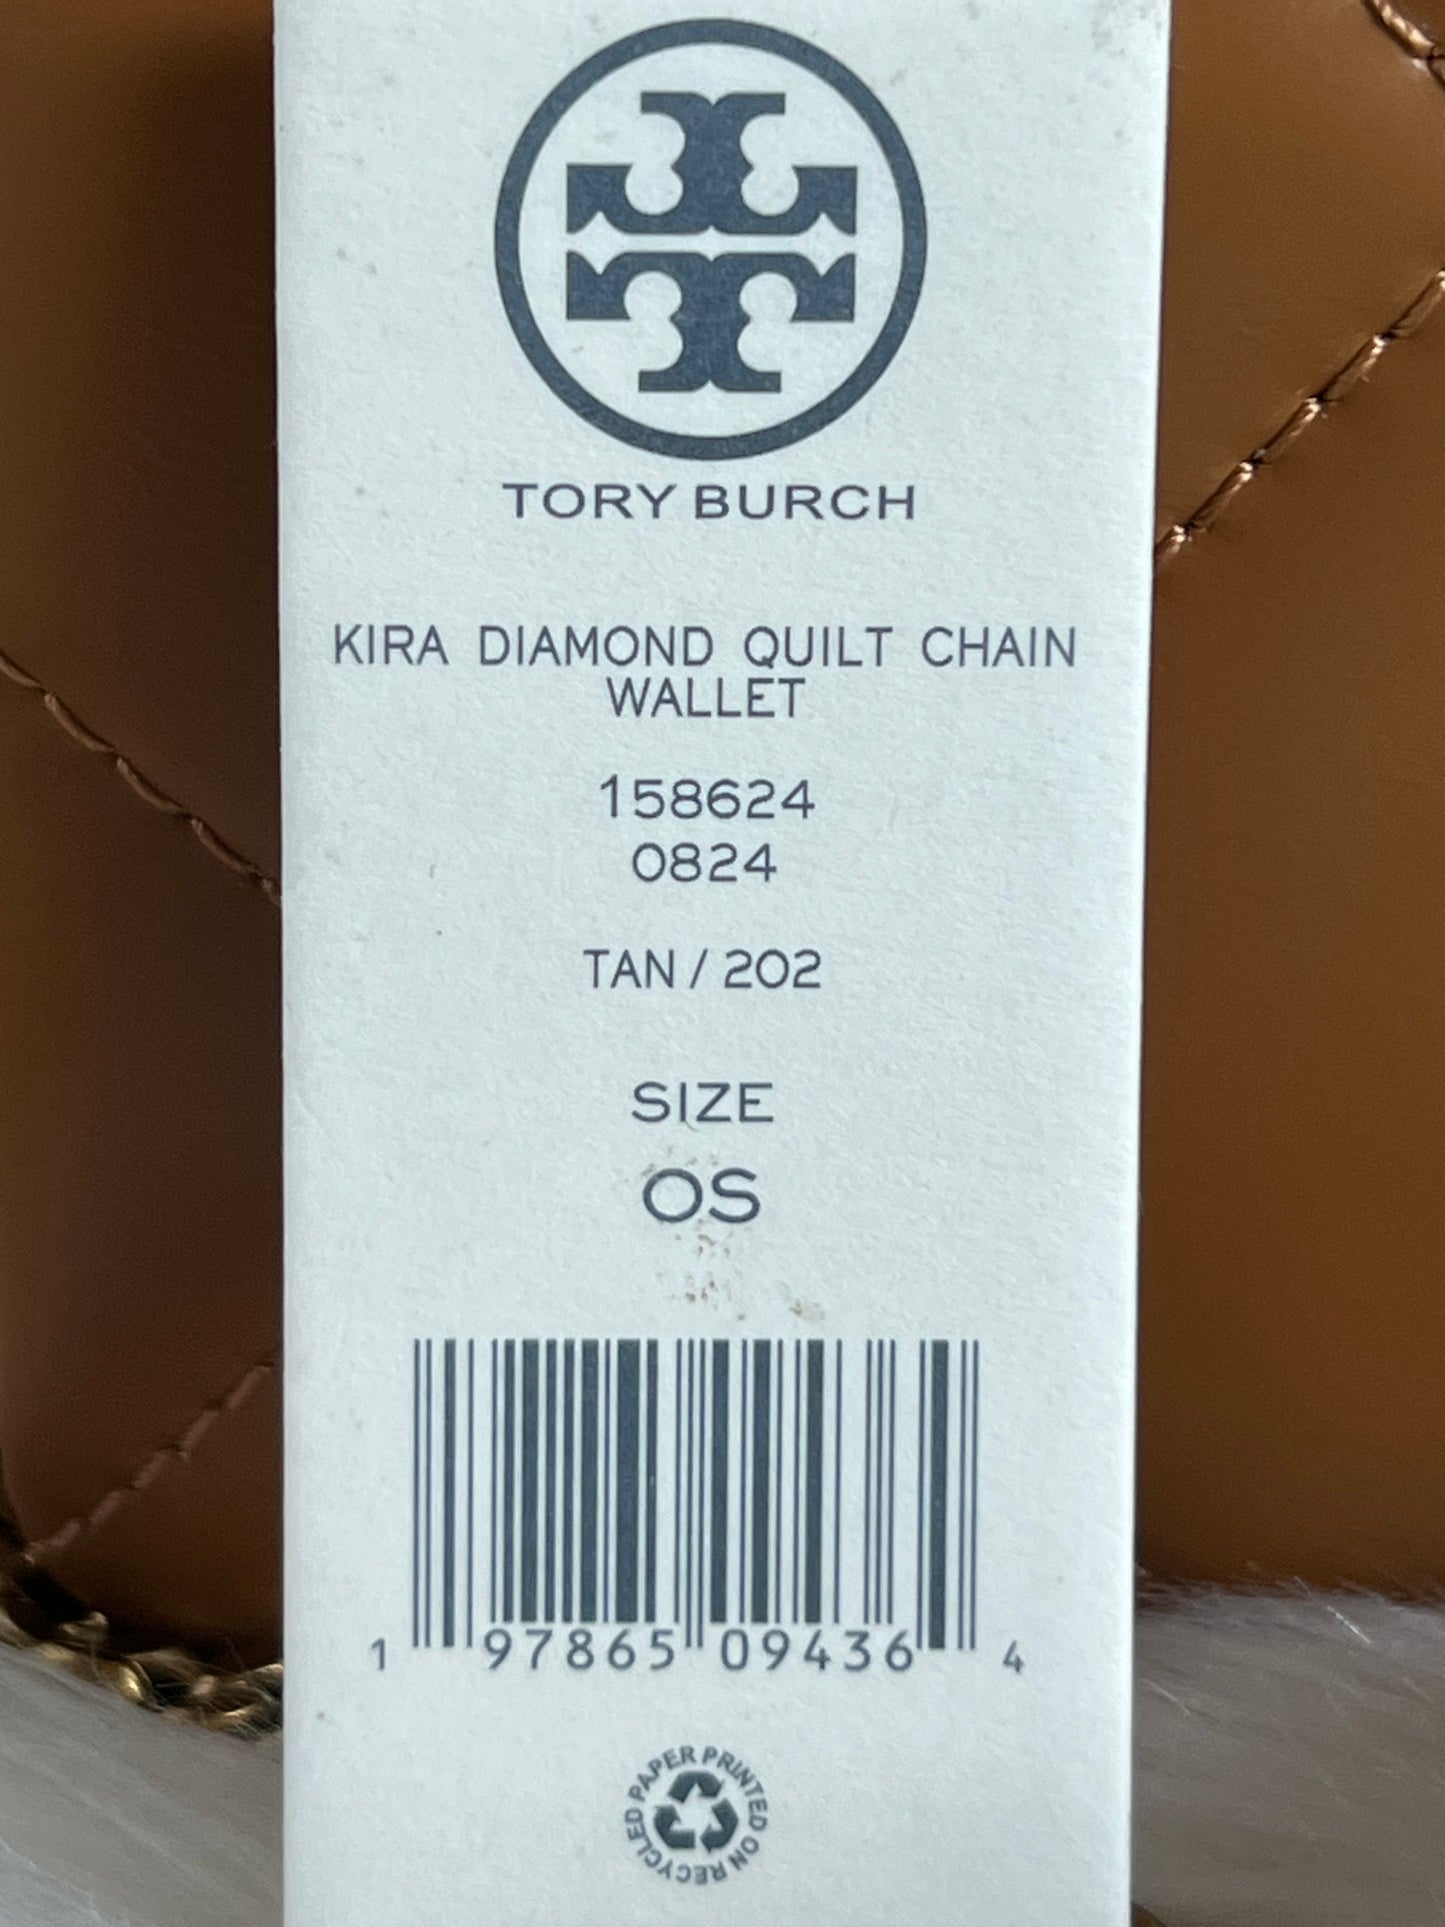 TORY BURCH
KIRA DIAMOND QUILT CHAIN
WALLET
158624
0824
TAN / 202
SIZE
OS
1 97865 09436 4
PRINTED ON RECYCLED PAPER